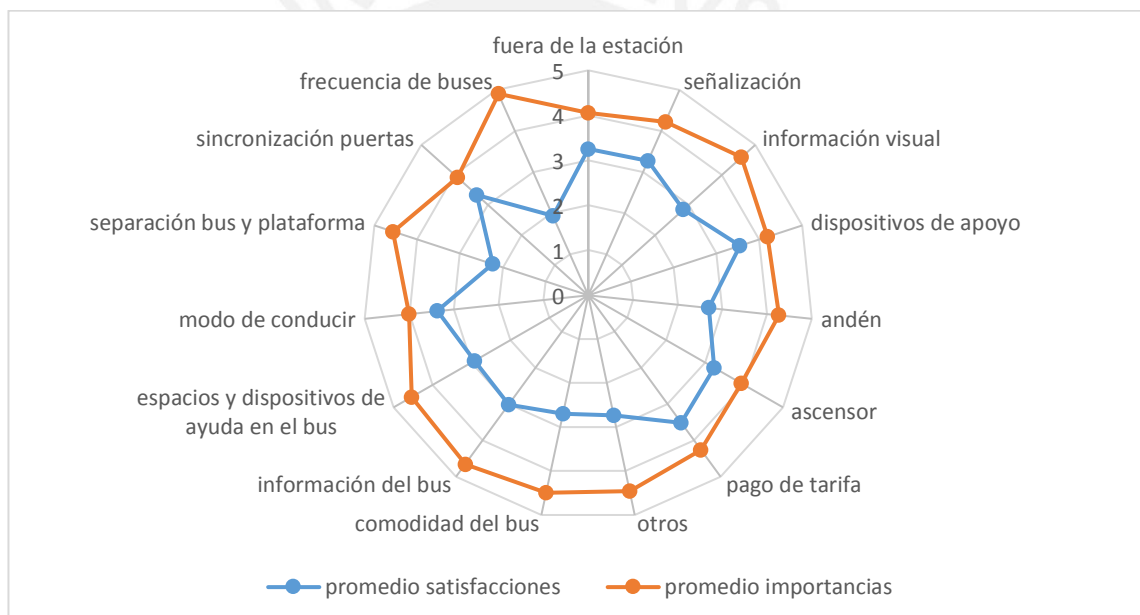 fuera de la estación
señalización
información visual
dispositivos de apoyo
andén
ascensor
pago de tarifa
otros
comodidad del bus
información del bus
espacios y dispositivos de
ayuda en el bus
modo de conducir
separación bus y plataforma
sincronización puertas
frecuencia de buses
5
4
3
2
1
0
promedio satisfacciones
promedio importancias